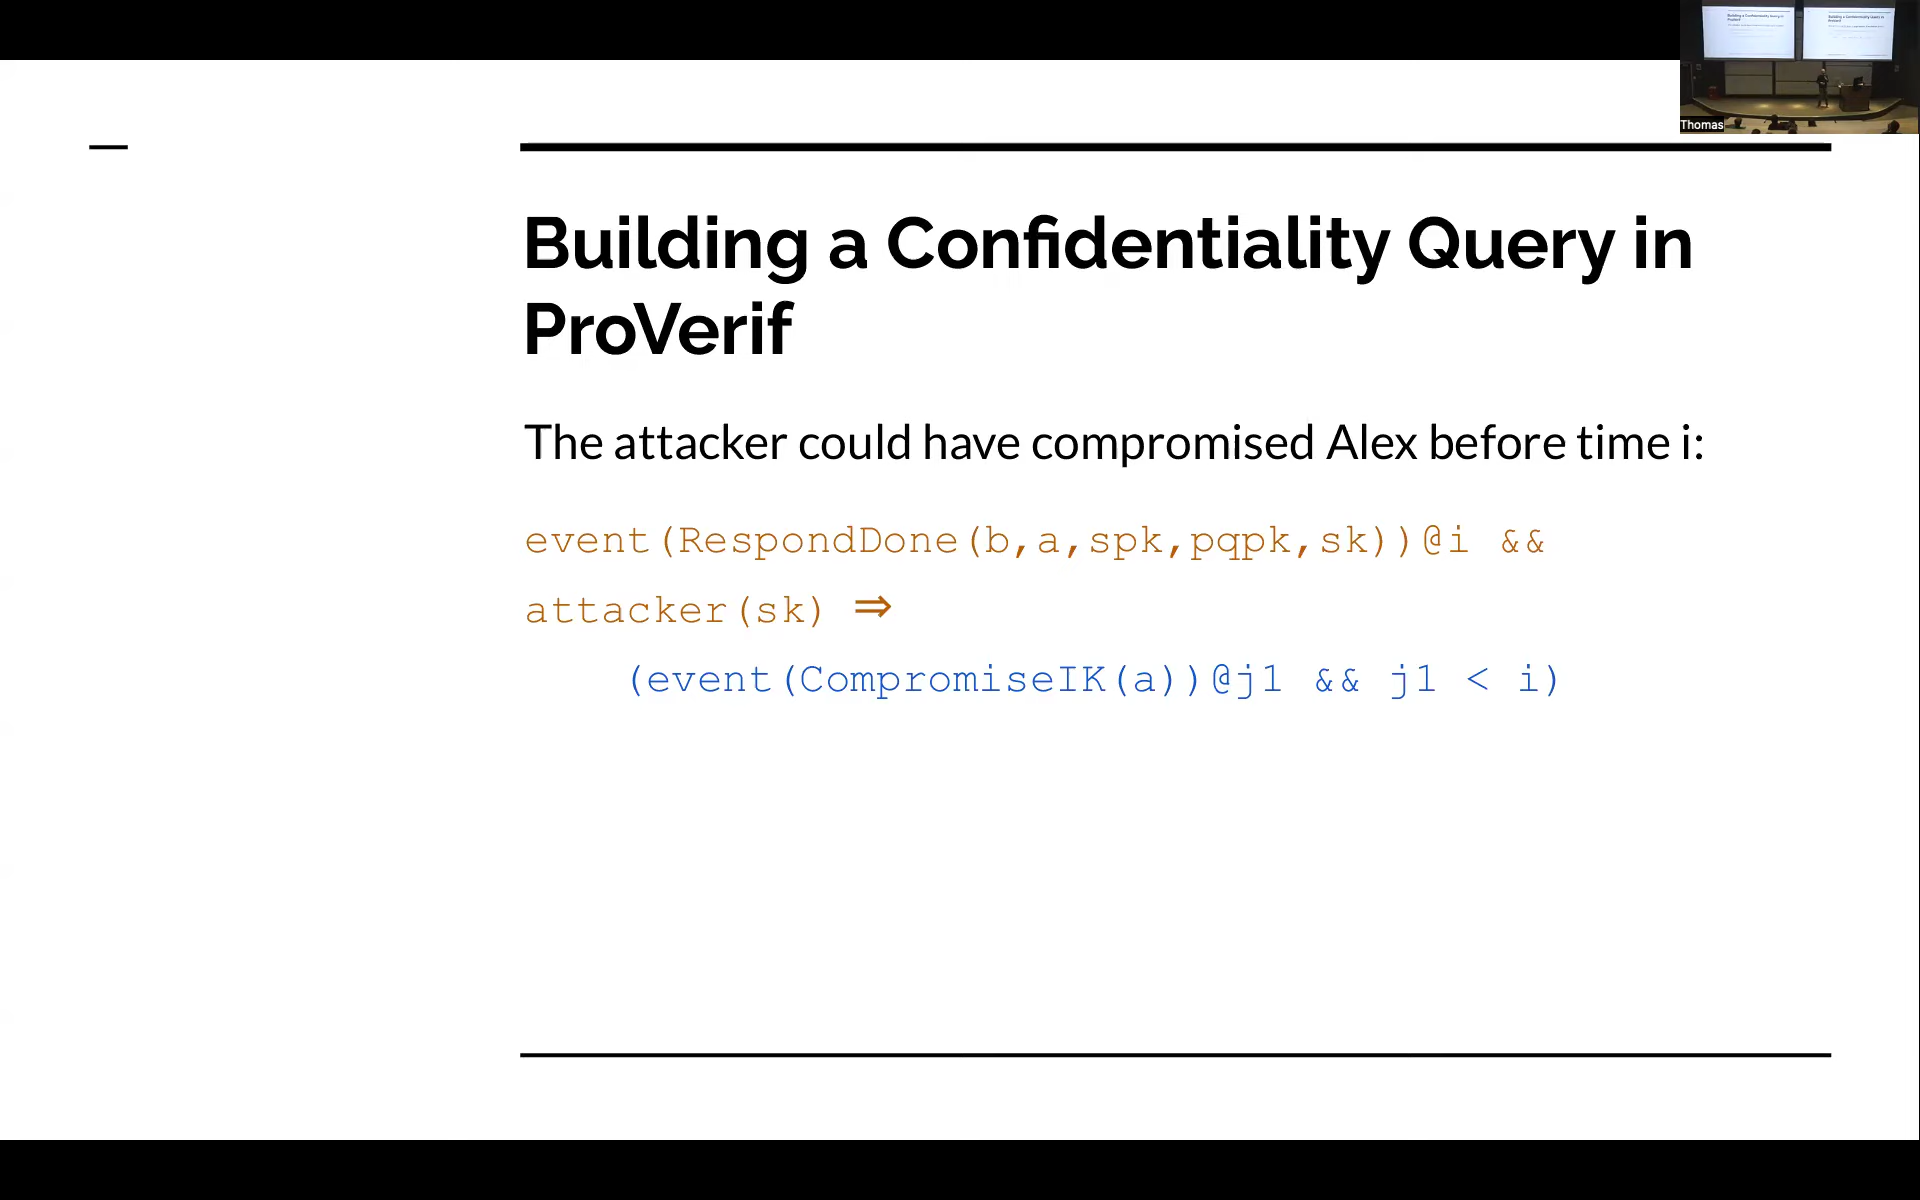 Thomas
Building a Confidentiality Query in
ProVerif
The attacker could have compromised Alex before time i:
event(RespondDone(b,a,spk,pqpk,sk))@i &&
attacker(sk) ⇒
(event(CompromiseIK(a))@j1 && j1 < i)